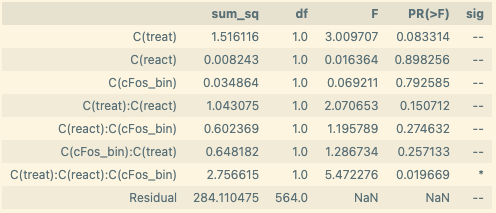 sum_sq df F PR(>F) sig
C(treat) 1.516116 1.0 3.009707 0.083314 --
C(react) 0.008243 1.0 0.016364 0.898256 --
C(cFos_bin) 0.034864 1.0 0.069211 0.792585 --
C(treat):C(react) 1.043075 1.0 2.070653 0.150712 --
C(react):C(cFos_bin) 0.602369 1.0 1.195789 0.274632 --
C(cFos_bin):C(treat) 0.648182 1.0 1.286734 0.257133 --
C(treat):C(react):C(cFos_bin) 2.756615 1.0 5.472276 0.019669 *
Residual 284.110475 564.0 NaN NaN --